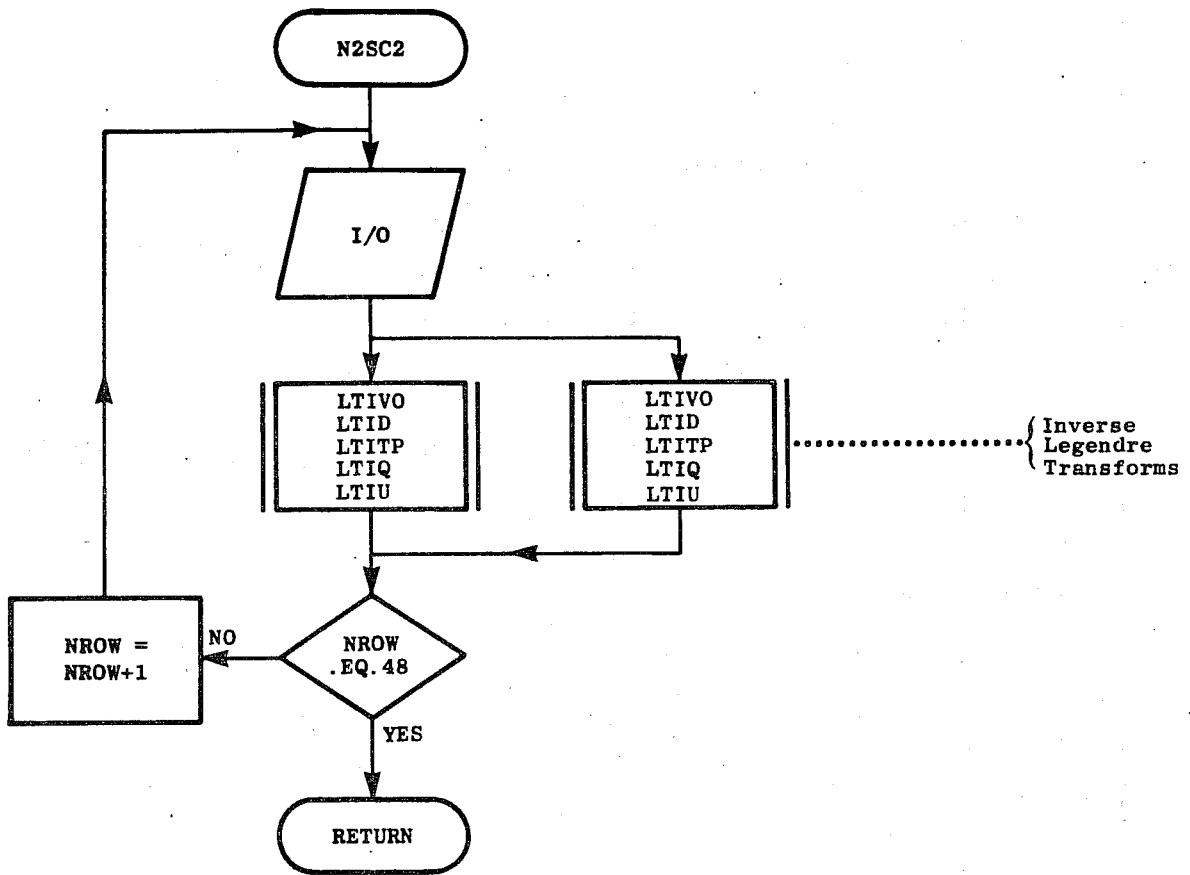 N2SC2
I/O
LTIVO
LTID
LTITP
LTIQ
LTIU
LTIVO
LTID
LTITP
LTIQ
LTIU
Inverse
Legendre
Transforms
NROW =
NROW+1
NO
NROW
.EQ.48
YES
RETURN